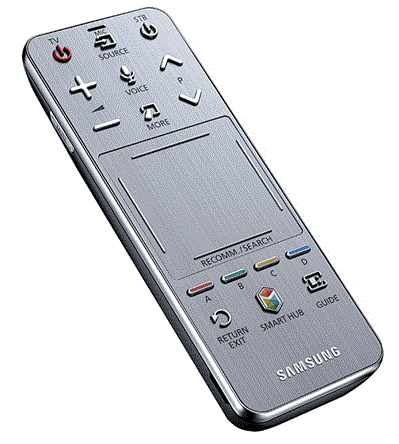 TV
MIC
STB
SOURCE
VOICE
P
MORE
RECOMM./SEARCH
A B C D
RETURN
EXIT
SMART HUB
GUIDE
SAMSUNG